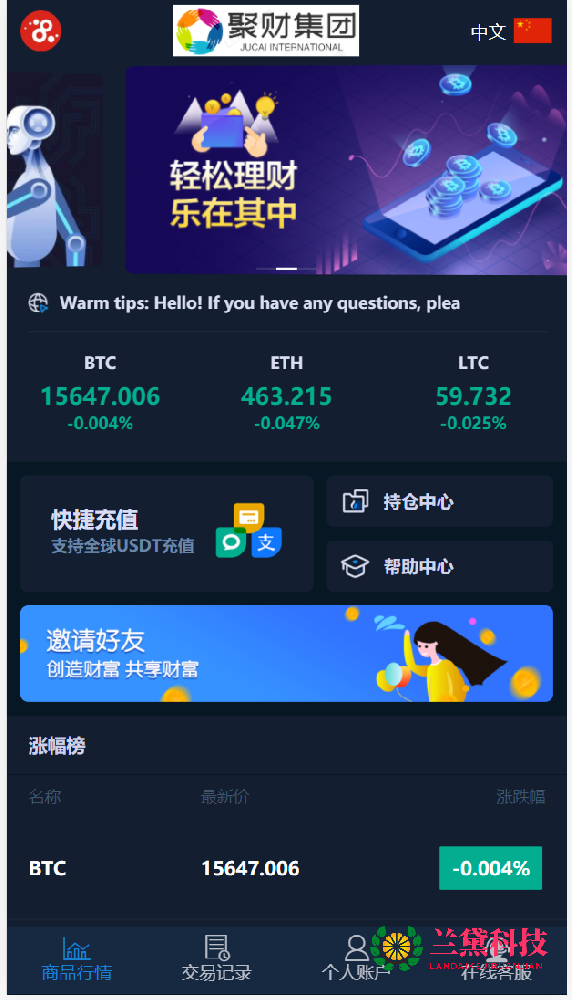 聚财集团
JUCAI INTERNATIONAL
中文
轻松理财
乐在其中
Warm tips: Hello! If you have any questions, plea
BTC
ETH
LTC
15647.006
463.215
59.732
-0.004%
-0.047%
-0.025%
快捷充值
支持全球USDT充值
支
持仓中心
帮助中心
邀请好友
创造财富 共享财富
涨幅榜
名称
最新价
涨跌幅
BTC
15647.006
-0.004%
兰黛科技
商品行情
交易记录
个人账户
在线客服